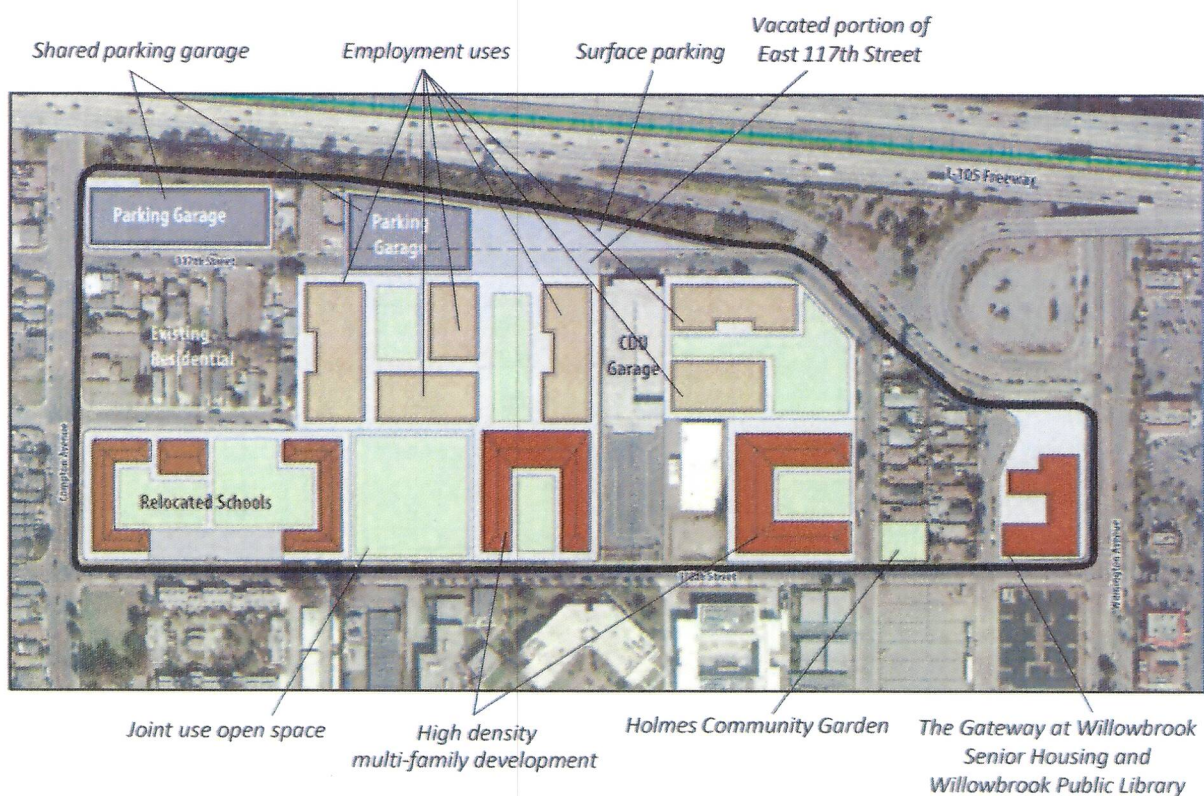 Shared parking garage
Employment uses
Surface parking
Vacated portion of
East 117th Street
I-105 Freeway
Parking Garage
Parking
Garage
117th Street
Existing
Residential
CDU
Garage
Compton Avenue
Relocated Schools
118th Street
Wilmington Avenue
Joint use open space
High density
multi-family development
Holmes Community Garden
The Gateway at Willowbrook
Senior Housing and
Willowbrook Public Library